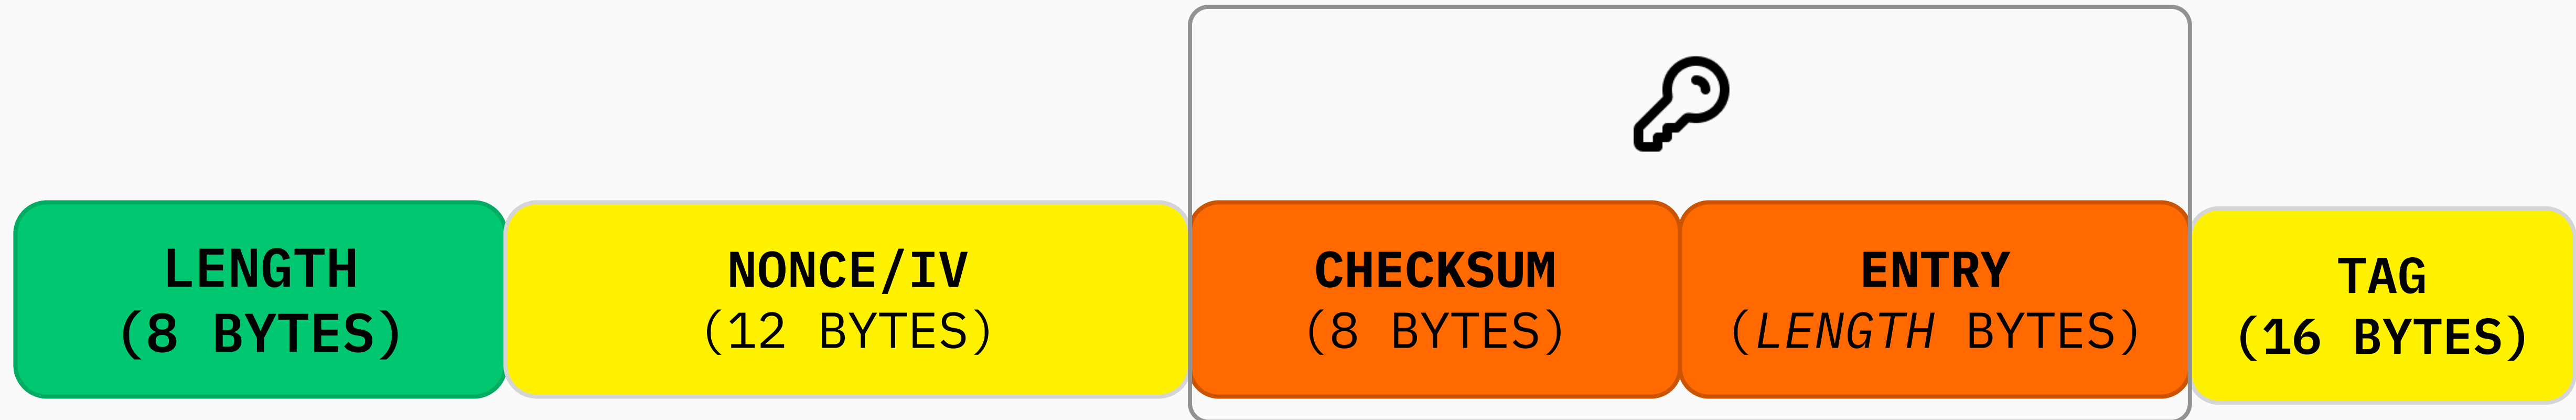 LENGTH
(8 BYTES)
NONCE/IV
(12 BYTES)
CHECKSUM
(8 BYTES)
ENTRY
(LENGTH BYTES)
TAG
(16 BYTES)